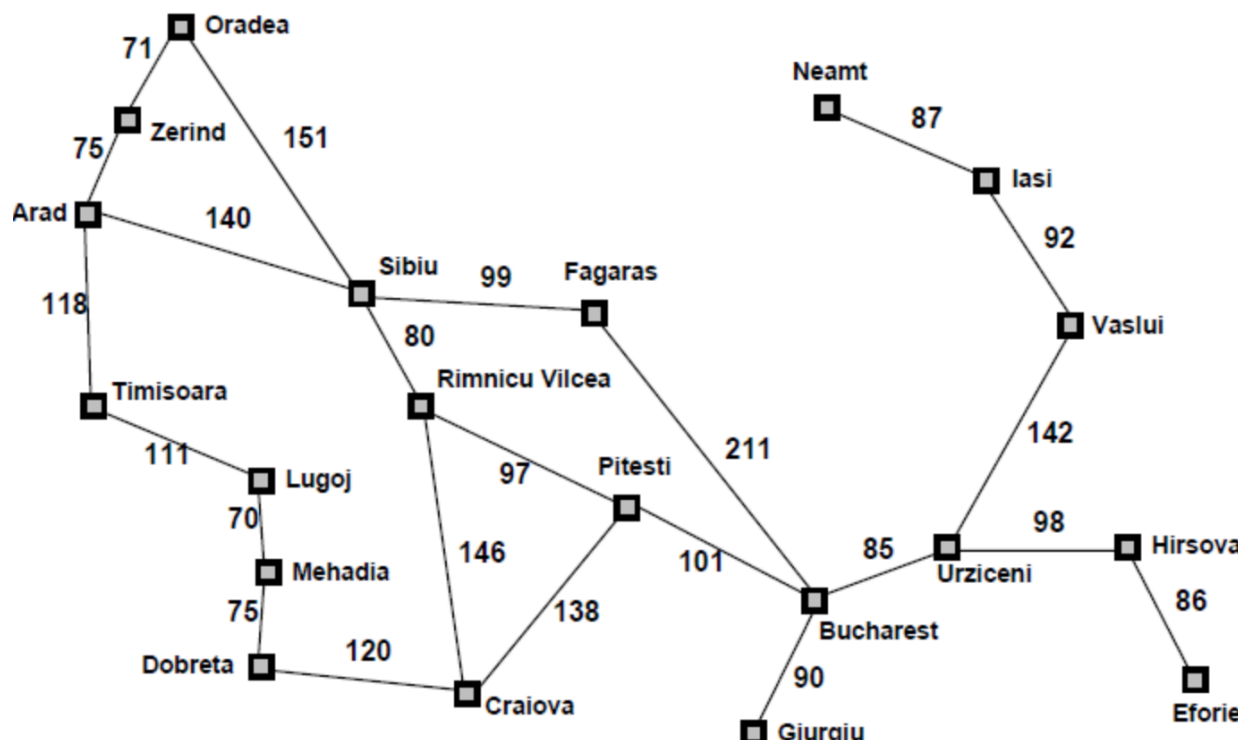 Oradea
71
Neamt
87
Zerind
151
75
Iasi
Arad
140
92
Sibiu
99
Fagaras
118
80
Vaslui
Rimnicu Vilcea
Timisoara
142
211
111
97
Pitesti
Lugoj
70
98
Hirsova
146
85
101
Urziceni
Mehadia
86
75
138
Bucharest
120
Dobreta
90
Craiova
Eforie
Giurgiu